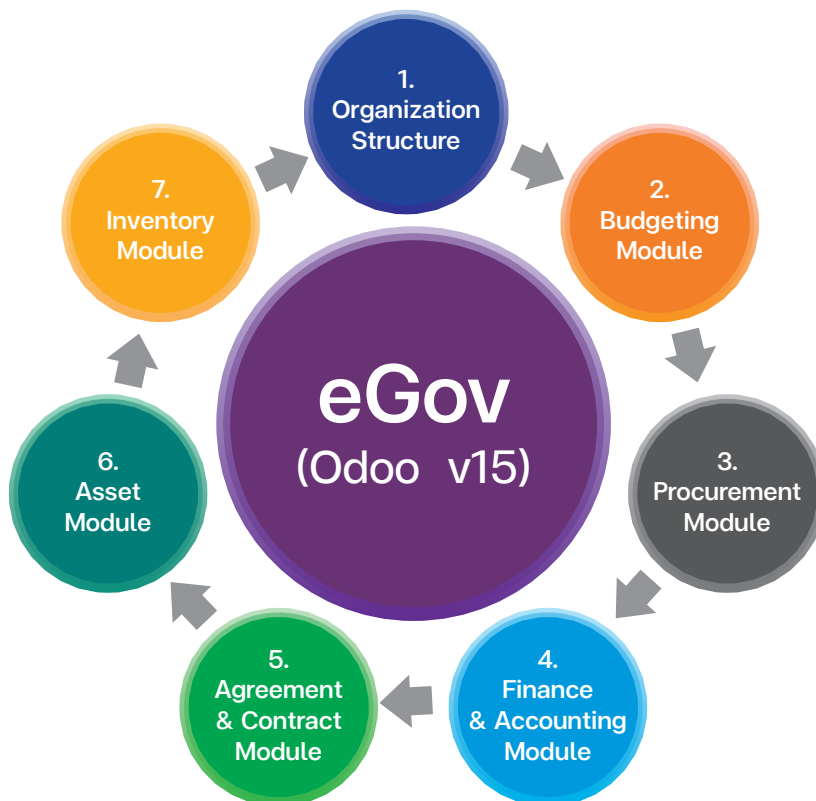 1.
Organization
Structure
2.
Budgeting
Module
3.
Procurement
Module
4.
Finance
& Accounting
Module
5.
Agreement
& Contract
Module
6.
Asset
Module
7.
Inventory
Module
eGov
(Odoo v15)